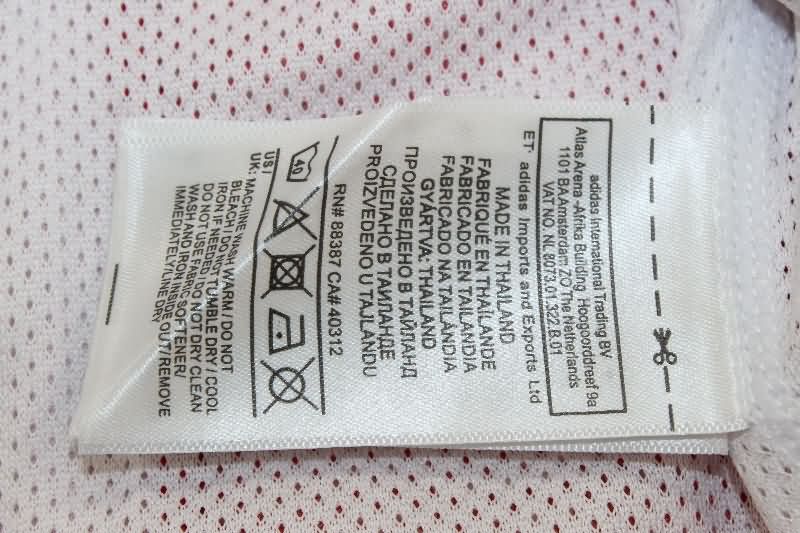 adidas International Trading BV
Atlas Arena -Afrika Building, Hoogoorddreef 9a
1101 BA Amsterdam ZO The Netherlands
VAT NO. NL.8073.01.322.B.01
ET· adidas Imports and Exports Ltd
MADE IN THAILAND
FABRIQUÉ EN THAÏLANDE
FABRICADO EN TAILANDIA
FABRICADO NA TAILÂNDIA
GYÁRTVA: THAILAND
ПРОИЗВЕДЕНО В ТАЙЛАНД
СДЕЛАНО В ТАИЛАНДЕ
PROIZVEDENO U TAJLANDU
RN# 88387 CA# 40312
40
US /
UK: MACHINE WASH WARM / DO NOT
BLEACH / DO NOT TUMBLE DRY / COOL
IRON IF NEEDED / DO NOT DRY CLEAN
DO NOT USE FABRIC SOFTENER/
WASH AND IRON INSIDE OUT/REMOVE
IMMEDIATELY/LINE DRY